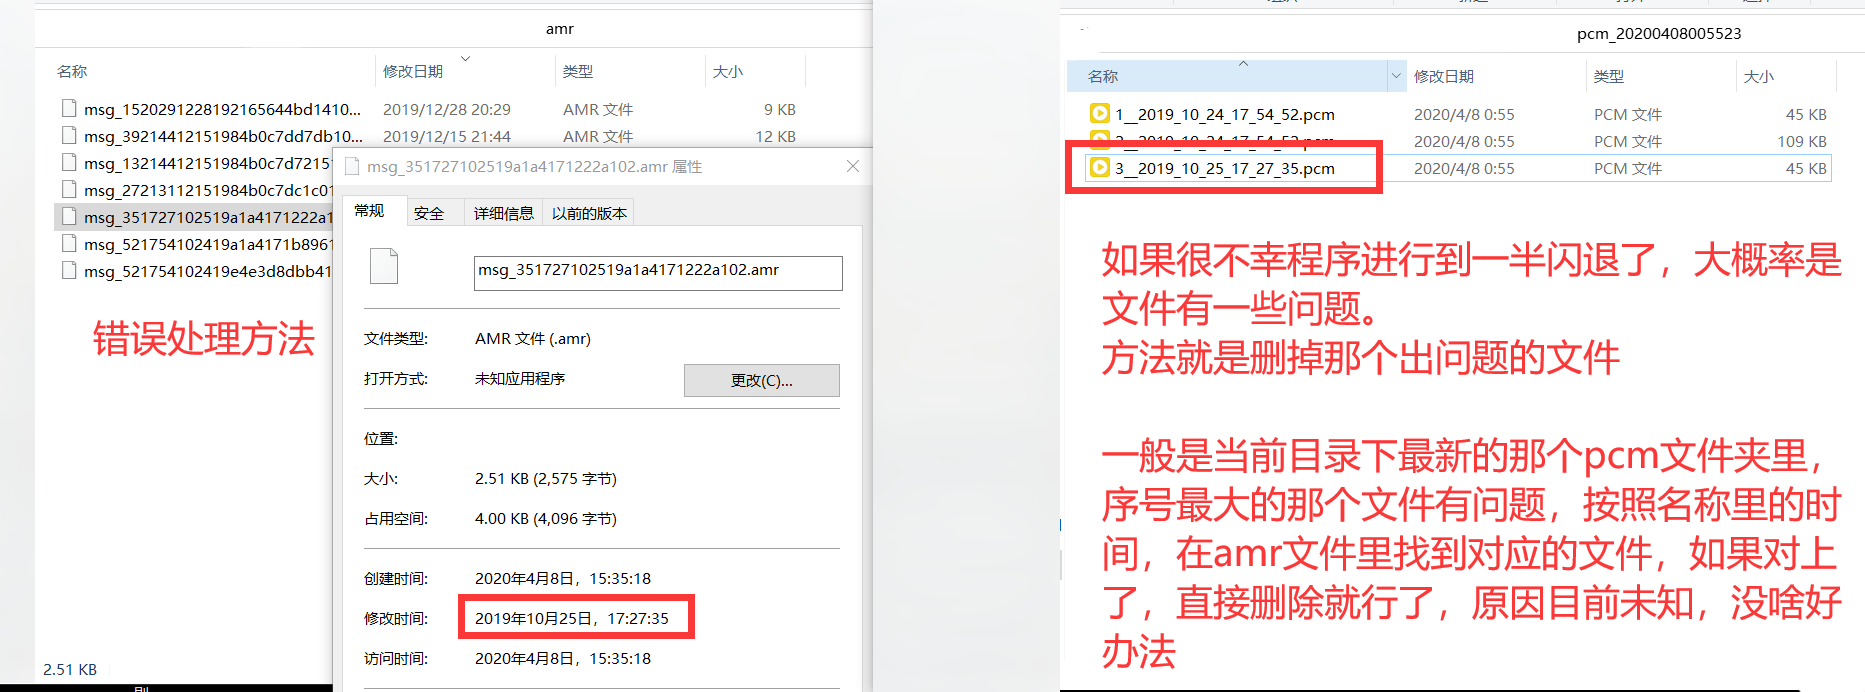 amr
名称 修改日期 类型 大小
msg_1520291228192165644bd1410... 2019/12/28 20:29 AMR 文件 9 KB
msg_39214412151984b0c7dd7db10... 2019/12/15 21:44 AMR 文件 12 KB
msg_13214412151984b0c7d7215
msg_27213112151984b0c7dc1c01
msg_351727102519a1a4171222a1
msg_521754102419a1a4171b8961
msg_521754102419e4e3d8dbb41
错误处理方法
2.51 KB
msg_351727102519a1a4171222a102.amr 属性
常规 安全 详细信息 以前的版本
msg_351727102519a1a4171222a102.amr
文件类型: AMR 文件 (.amr)
打开方式: 未知应用程序 更改(C)...
位置:
大小: 2.51 KB (2,575 字节)
占用空间: 4.00 KB (4,096 字节)
创建时间: 2020年4月8日，15:35:18
修改时间: 2019年10月25日，17:27:35
访问时间: 2020年4月8日，15:35:18
pcm_20200408005523
名称 修改日期 类型 大小
1__2019_10_24_17_54_52.pcm 2020/4/8 0:55 PCM 文件 45 KB
2__2019_10_24_17_54_52.pcm 2020/4/8 0:55 PCM 文件 109 KB
3__2019_10_25_17_27_35.pcm 2020/4/8 0:55 PCM 文件 45 KB
如果很不幸程序进行到一半闪退了，大概率是
文件有一些问题。
方法就是删掉那个出问题的文件
一般是当前目录下最新的那个pcm文件夹里，
序号最大的那个文件有问题，按照名称里的时
间，在amr文件里找到对应的文件，如果对上
了，直接删除就行了，原因目前未知，没啥好
办法